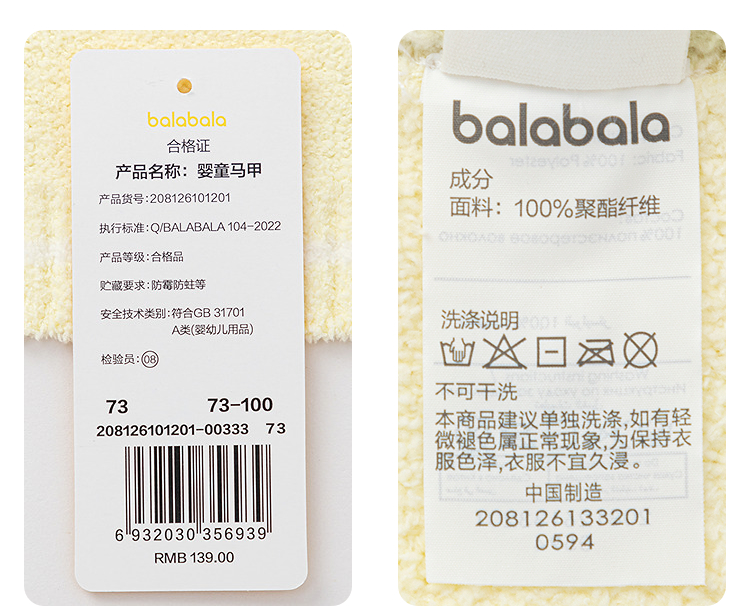 balabala
合格证
产品名称：婴童马甲
产品货号:208126101201
执行标准:Q/BALABALA 104-2022
产品等级:合格品
贮藏要求:防霉防蛀等
安全技术类别:符合GB 31701
A类(婴幼儿用品)
检验员:08
73 73-100
208126101201-00333 73
6 932030 356939
RMB 139.00
balabala
成分
面料：100%聚酯纤维
洗涤说明
不可干洗
本商品建议单独洗涤,如有轻
微褪色属正常现象,为保持衣
服色泽,衣服不宜久浸。
中国制造
208126133201
0594